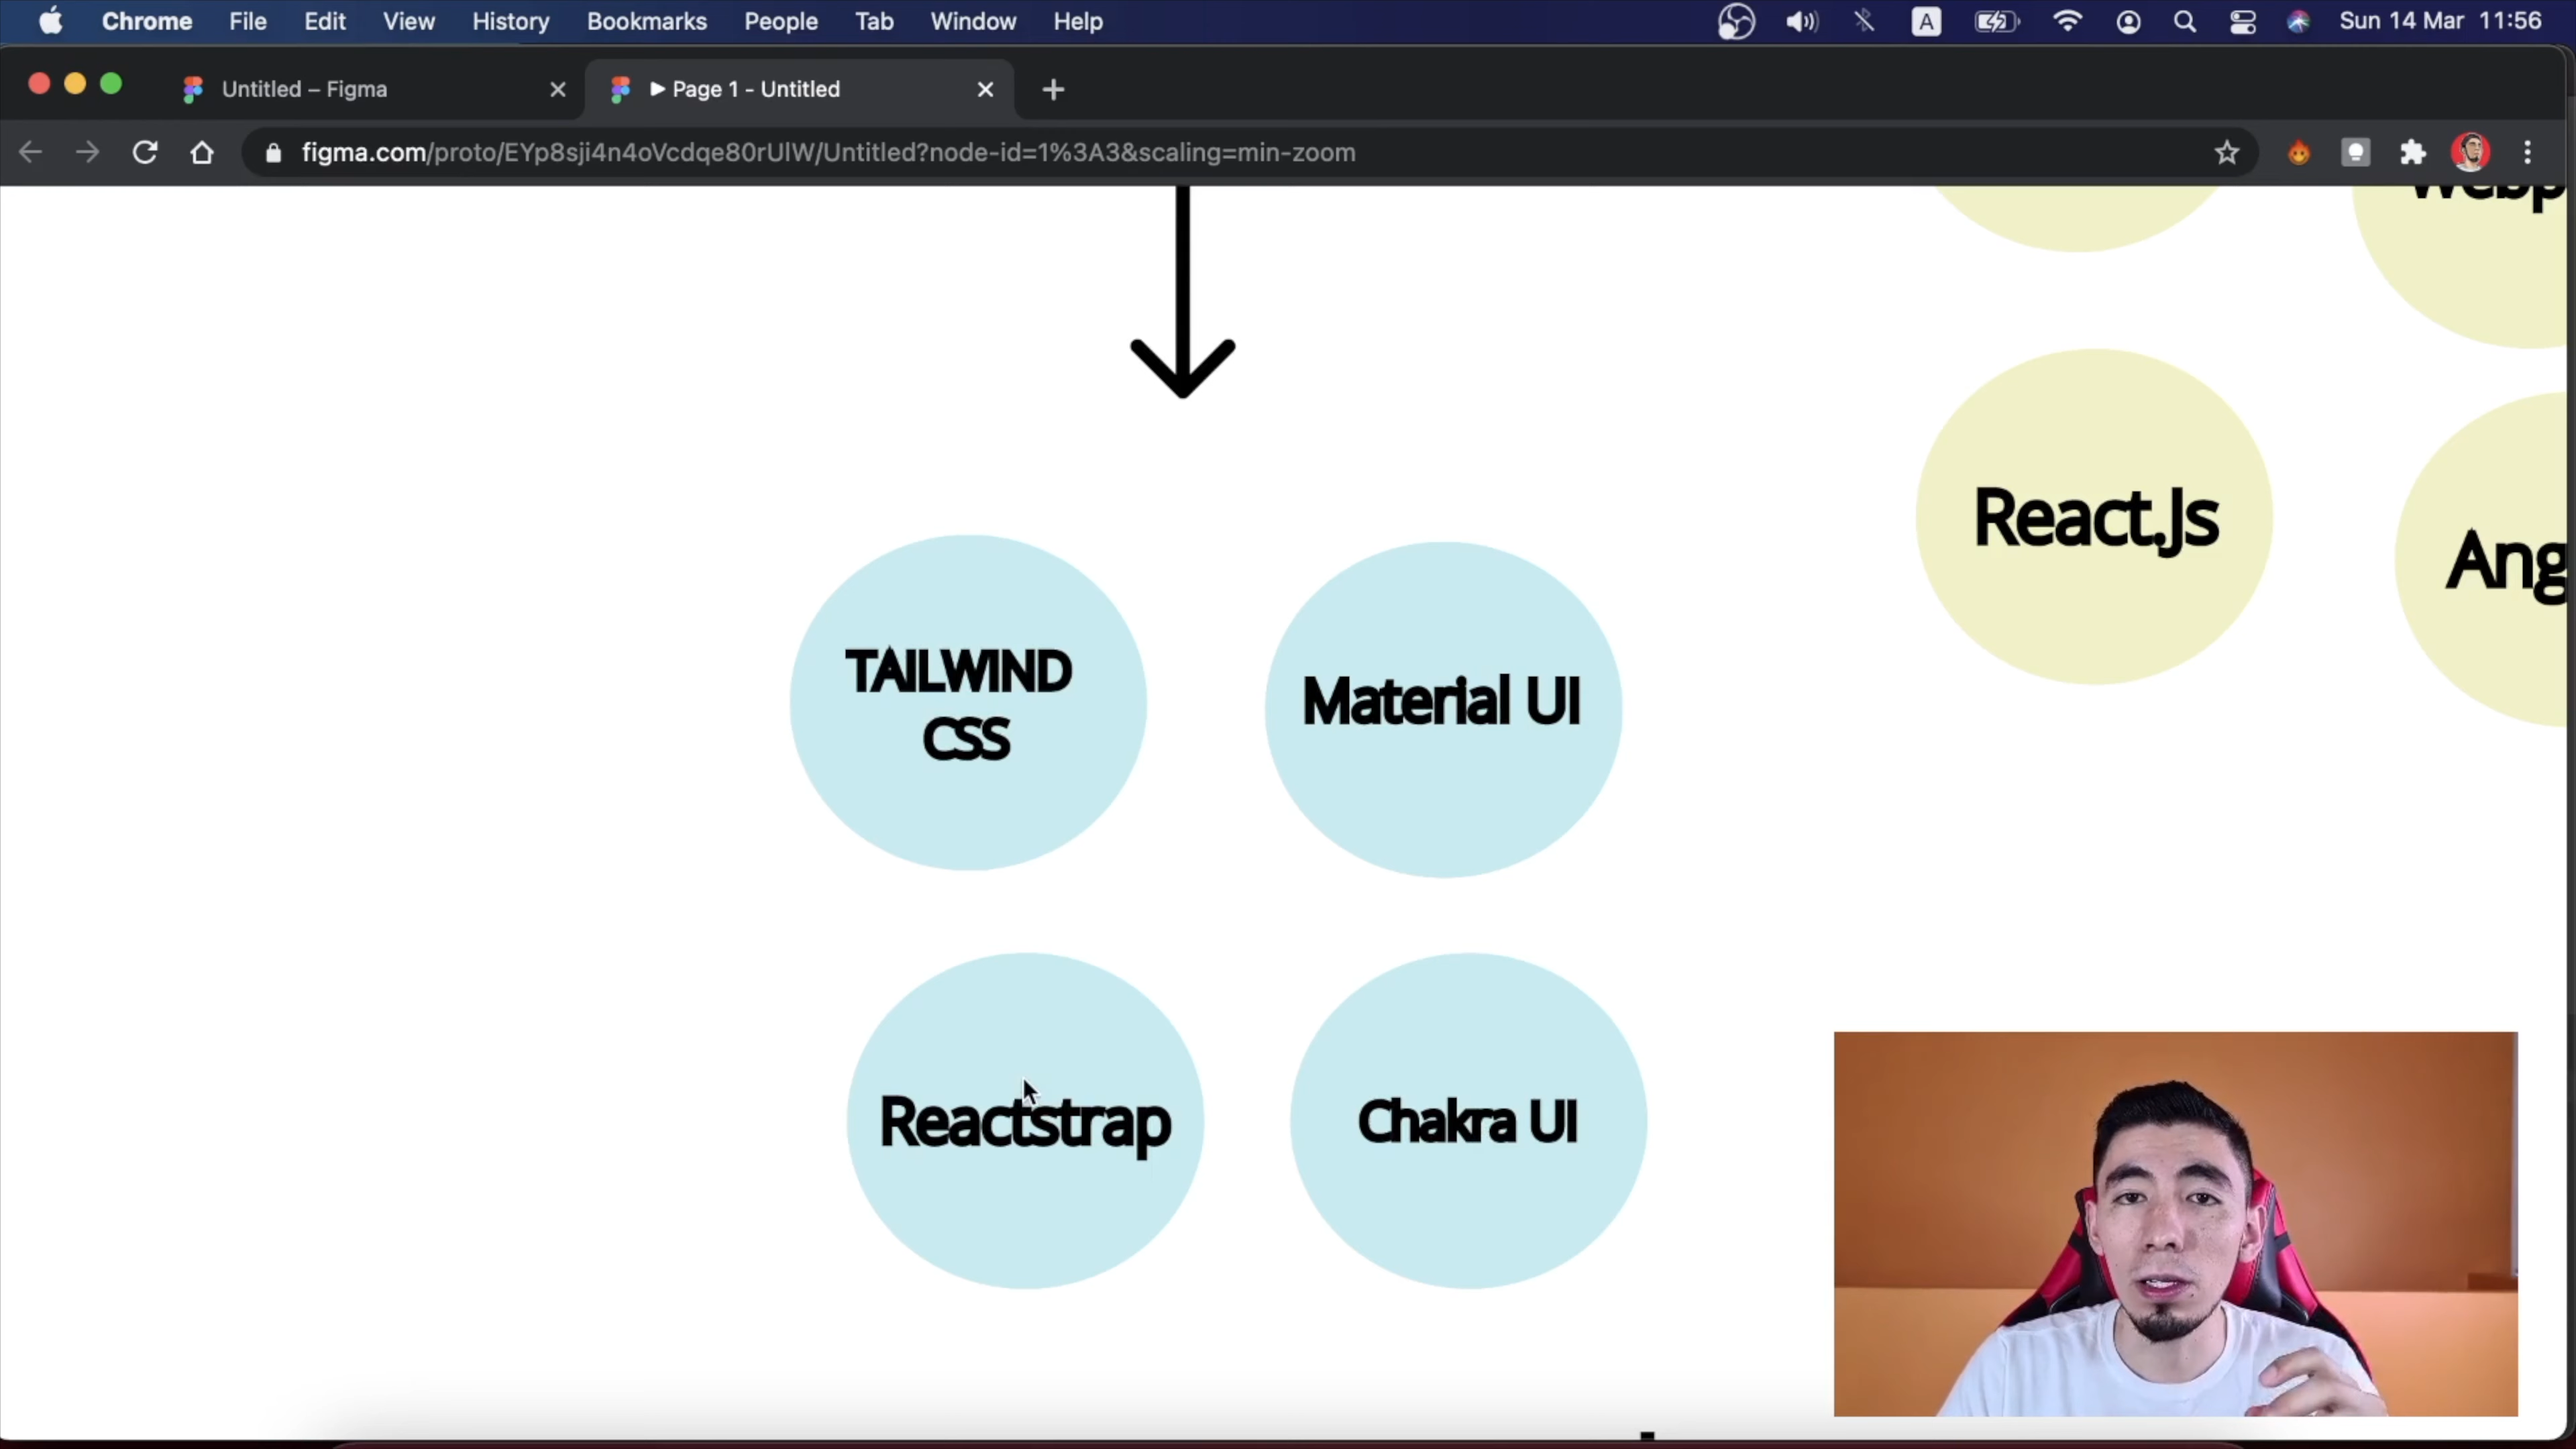 Chrome File Edit View History Bookmarks People Tab Window Help A Sun 14 Mar 11:56
Untitled – Figma
Page 1 - Untitled
figma.com/proto/EYp8sji4n4oVcdqe80rUlW/Untitled?node-id=1%3A3&scaling=min-zoom
React.Js
TAILWIND
CSS
Material UI
Reactstrap
Chakra UI